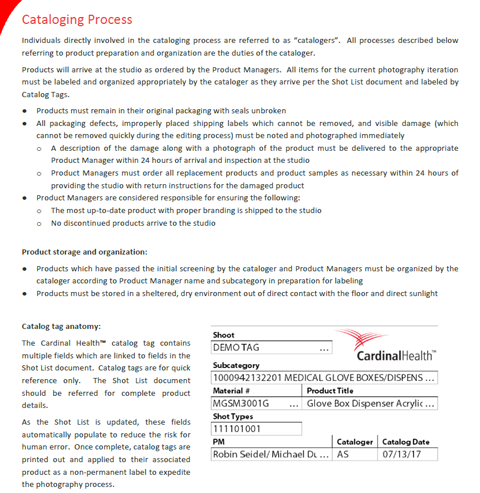 Cataloging Process
Individuals directly involved in the cataloging process are referred to as “catalogers”. All processes described below
referring to product preparation and organization are the duties of the cataloger.
Products will arrive at the studio as ordered by the Product Managers. All items for the current photography iteration
must be labeled and organized appropriately by the cataloger as they arrive per the Shot List document and labeled by
Catalog Tags.
● Products must remain in their original packaging with seals unbroken
● All packaging defects, improperly placed shipping labels which cannot be removed, and visible damage (which
cannot be removed quickly during the editing process) must be noted and photographed immediately
o A description of the damage along with a photograph of the product must be delivered to the appropriate
Product Manager within 24 hours of arrival and inspection at the studio
o Product Managers must order all replacement products and product samples as necessary within 24 hours of
providing the studio with return instructions for the damaged product
● Product Managers are considered responsible for ensuring the following:
o The most up-to-date product with proper branding is shipped to the studio
o No discontinued products arrive to the studio
Product storage and organization:
● Products which have passed the initial screening by the cataloger and Product Managers must be organized by the
cataloger according to Product Manager name and subcategory in preparation for labeling
● Products must be stored in a sheltered, dry environment out of direct contact with the floor and direct sunlight
Catalog tag anatomy:
The Cardinal Health™ catalog tag contains
multiple fields which are linked to fields in the
Shot List document. Catalog tags are for quick
reference only. The Shot List document
should be referred for complete product
details.
As the Shot List is updated, these fields
automatically populate to reduce the risk for
human error. Once complete, catalog tags are
printed out and applied to their associated
product as a non-permanent label to expedite
the photography process.
Shoot
DEMO TAG ...
CardinalHealth™
Subcategory
1000942132201 MEDICAL GLOVE BOXES/DISPENS ...
Material # Product Title
MGSM3001G ... Glove Box Dispenser Acrylic ...
Shot Types
111101001
PM Cataloger Catalog Date
Robin Seidel/ Michael Du ... AS 07/13/17